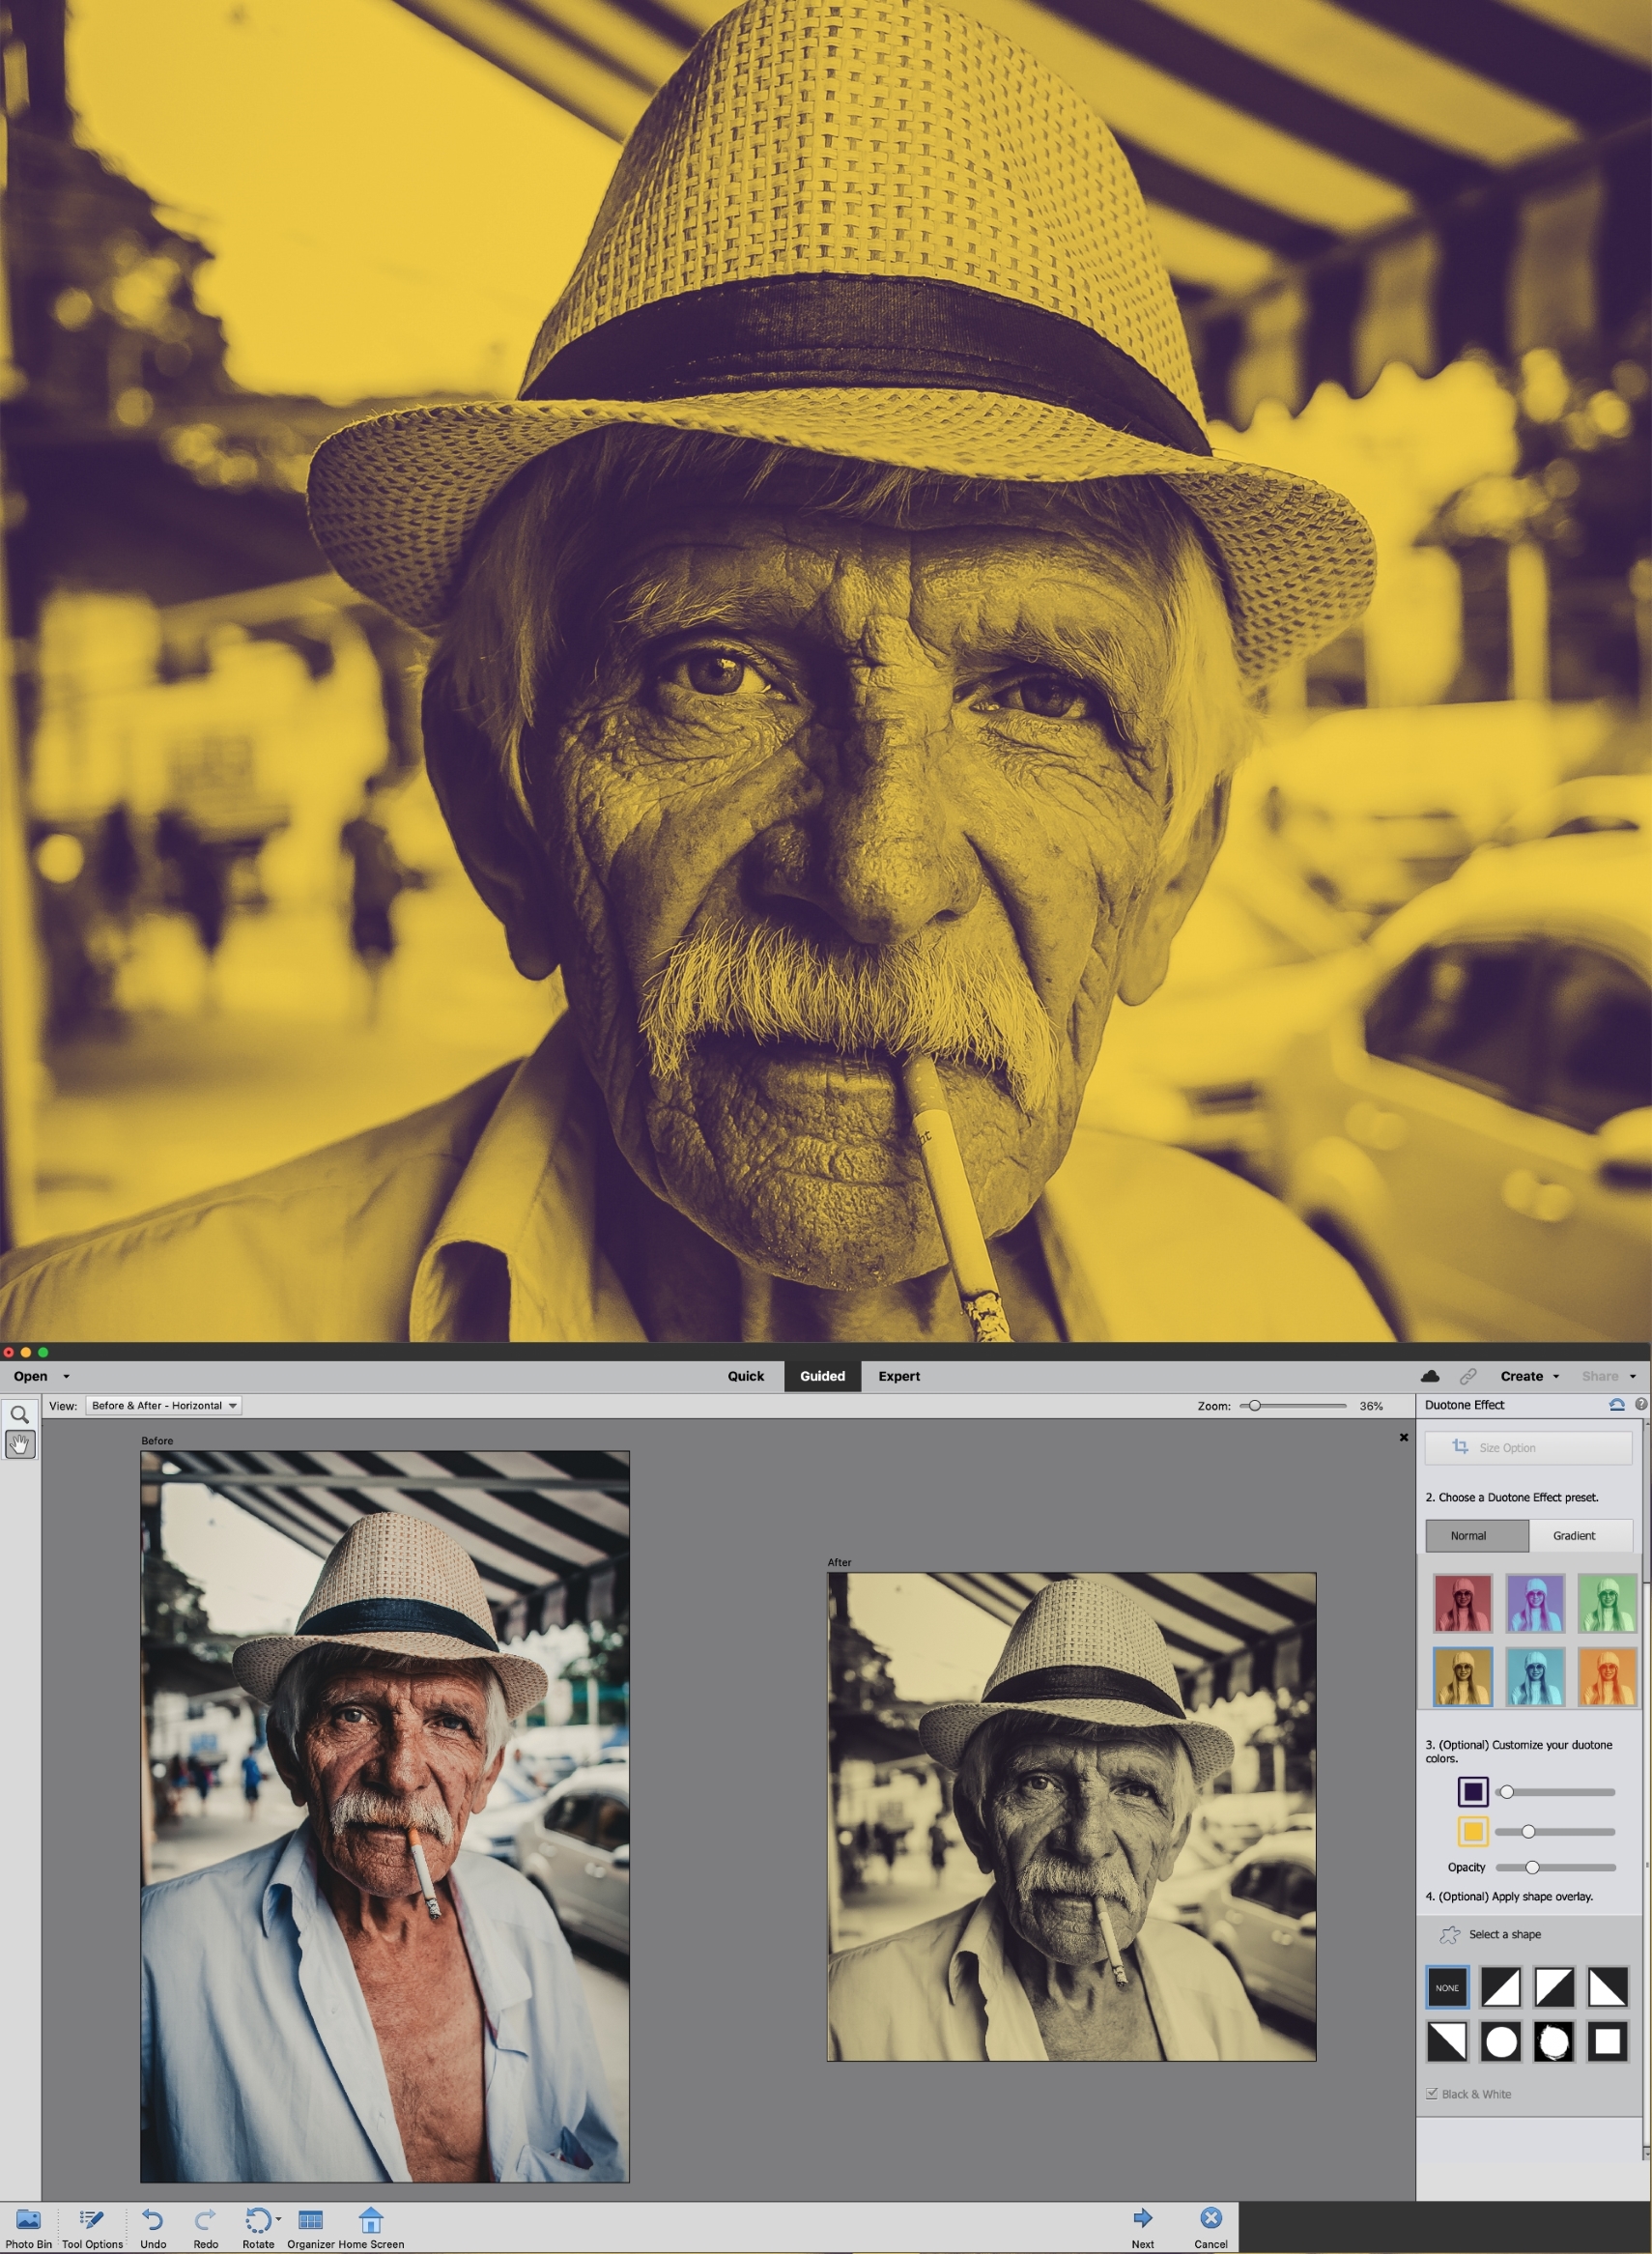 bt
Open
Quick
Guided
Expert
Create
Share
View:
Before & After - Horizontal
Zoom:
36%
Duotone Effect
?
Before
Size Option
2. Choose a Duotone Effect preset.
Normal
Gradient
After
3. (Optional) Customize your duotone
colors.
Opacity
4. (Optional) Apply shape overlay.
Select a shape
NONE
Black & White
Photo Bin
Tool Options
Undo
Redo
Rotate
Organizer
Home Screen
Next
Cancel